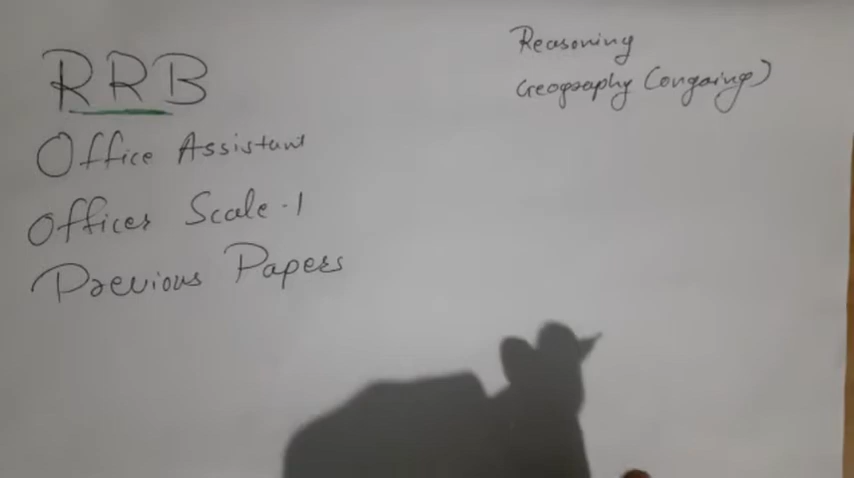 RRB
Office Assistant
Officer Scale-1
Previous Papers
Reasoning
Geography (ongoing)